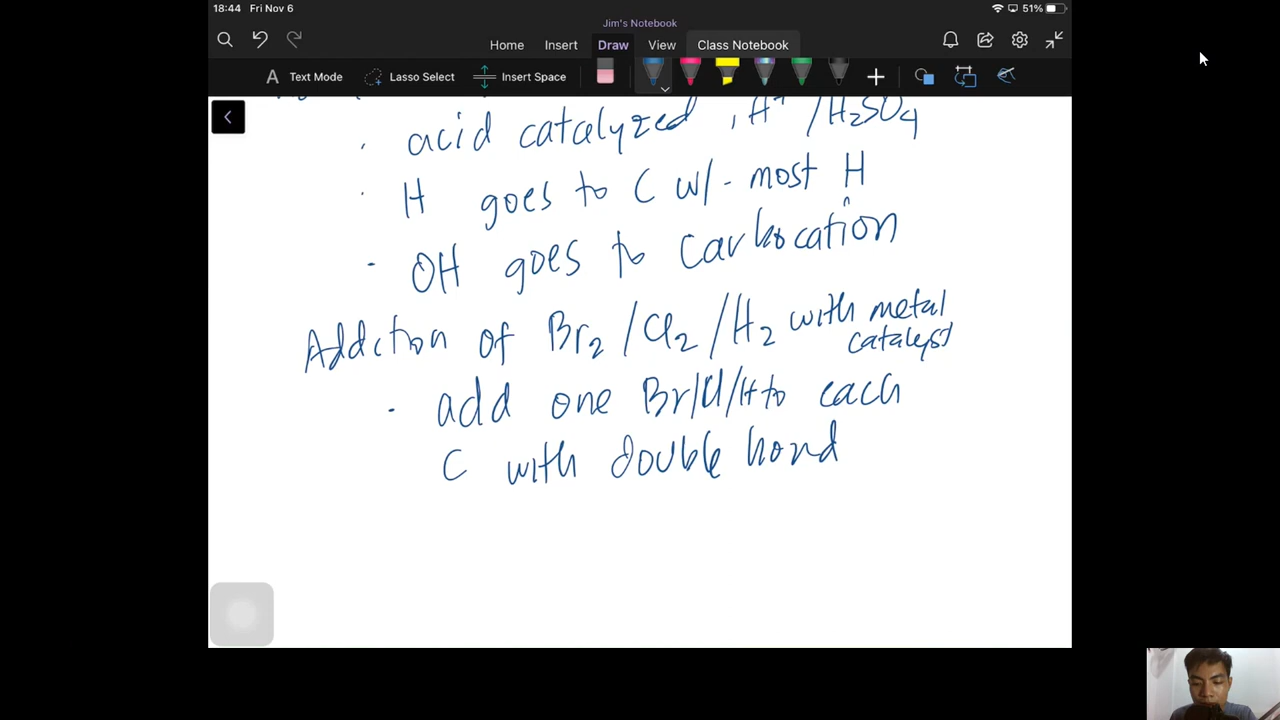 18:44 Fri Nov 6
51%
Jim's Notebook
Home Insert Draw View Class Notebook
Text Mode Lasso Select Insert Space
· acid catalyzed, H+ / H2SO4
· H goes to C w/- most H
· OH goes to Carbocation
Addction of Br2 / Cl2 / H2 with metal
catalyst
· add one Br/Cl/H to each
C with double bond